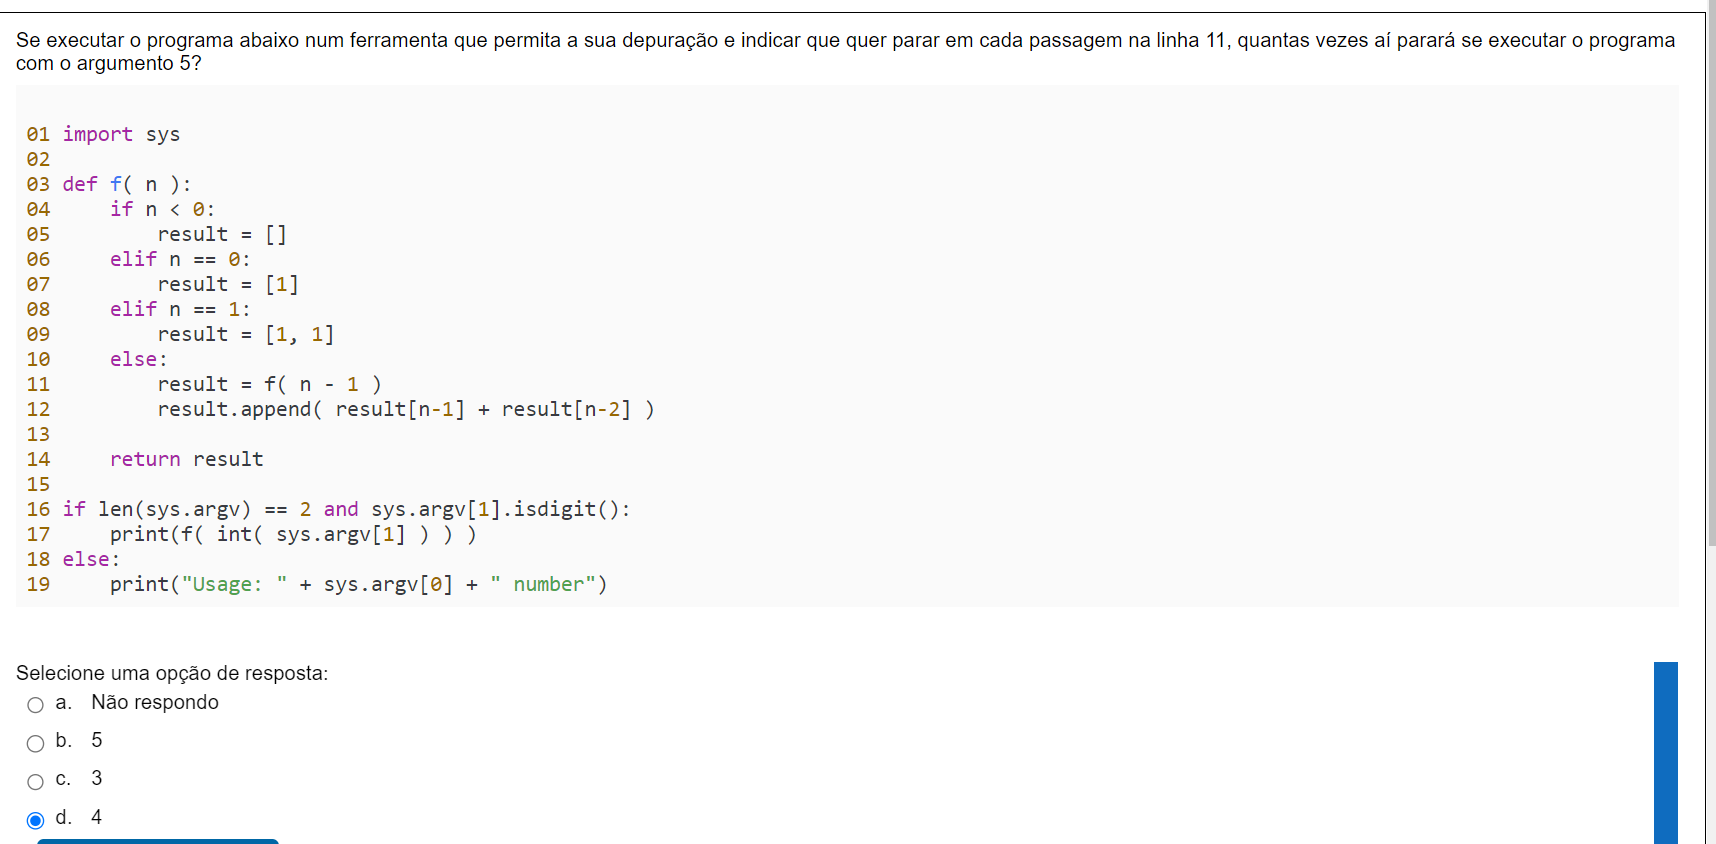 Se executar o programa abaixo num ferramenta que permita a sua depuração e indicar que quer parar em cada passagem na linha 11, quantas vezes aí parará se executar o programa
com o argumento 5?
01 import sys
02
03 def f( n ):
04     if n < 0:
05         result = []
06     elif n == 0:
07         result = [1]
08     elif n == 1:
09         result = [1, 1]
10     else:
11         result = f( n - 1 )
12         result.append( result[n-1] + result[n-2] )
13
14     return result
15
16 if len(sys.argv) == 2 and sys.argv[1].isdigit():
17     print(f( int( sys.argv[1] ) ) )
18 else:
19     print("Usage: " + sys.argv[0] + " number")
Selecione uma opção de resposta:
a. Não respondo
b. 5
c. 3
d. 4